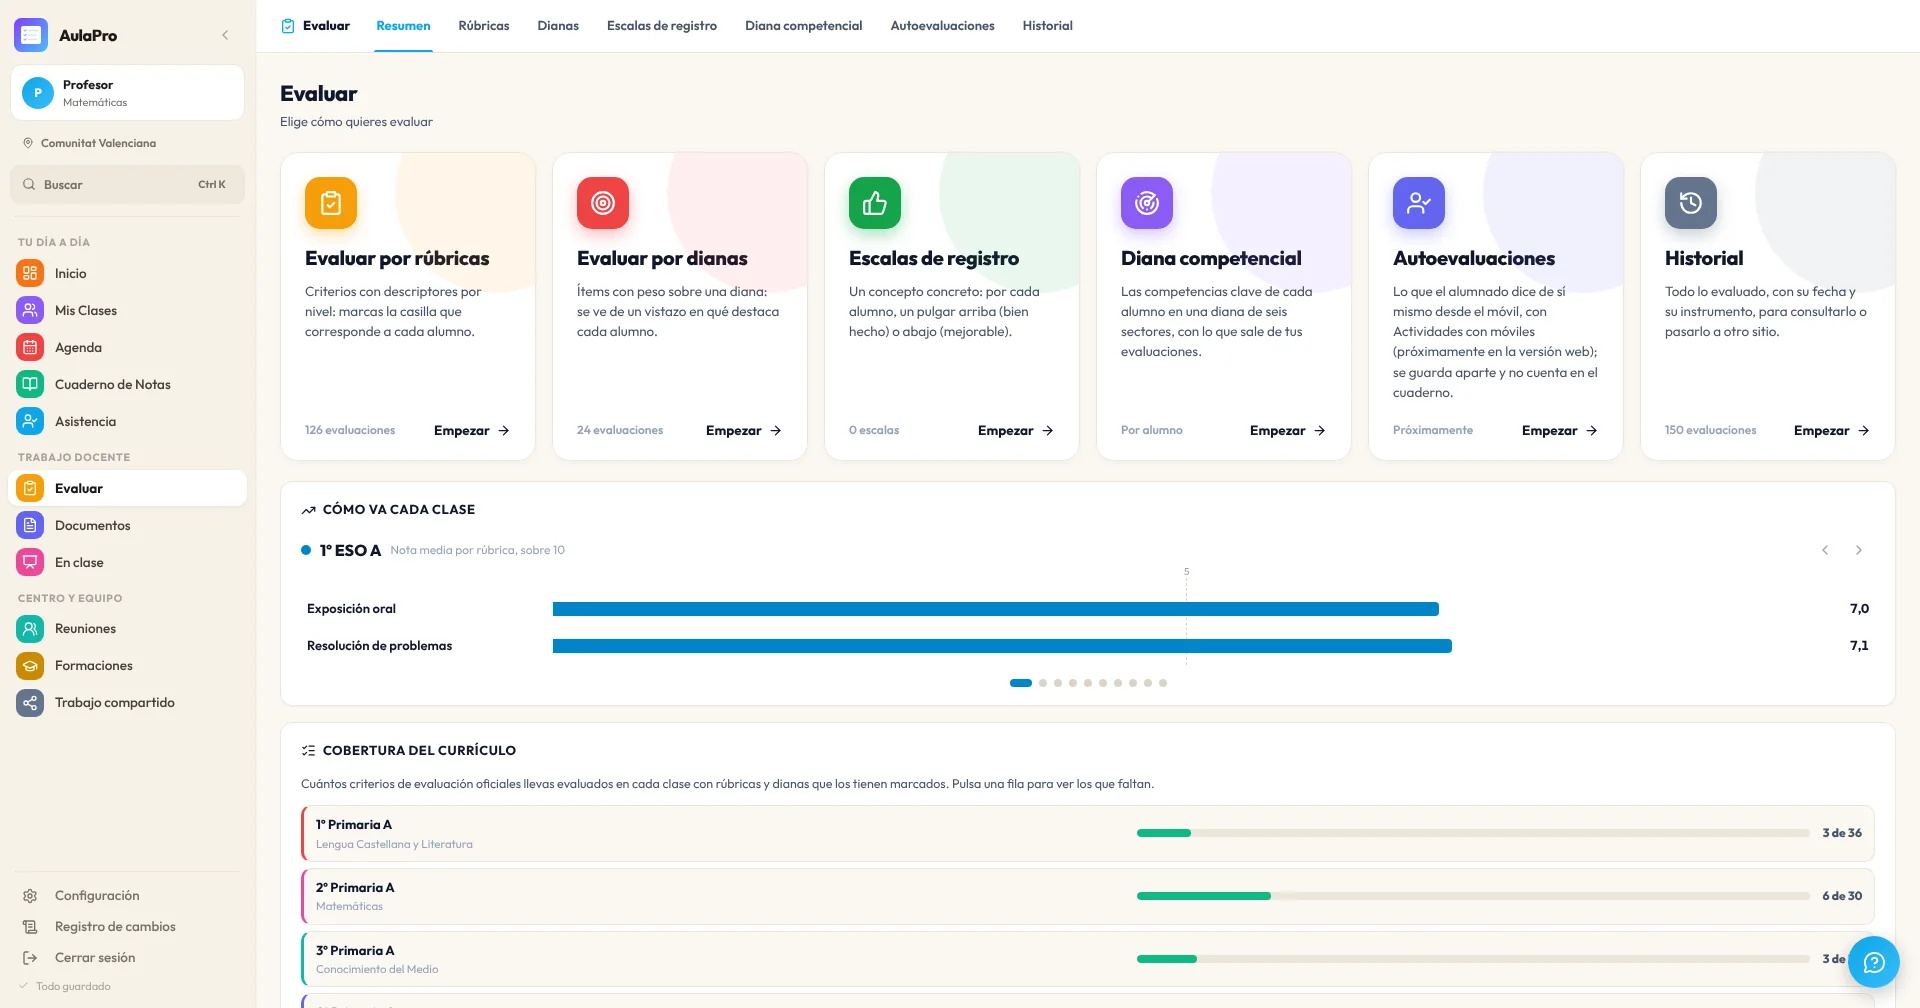 AulaPro
P
Profesor
Matemáticas
Comunitat Valenciana
Buscar
Ctrl K
TU DÍA A DÍA
Inicio
Mis Clases
Agenda
Cuaderno de Notas
Asistencia
TRABAJO DOCENTE
Evaluar
Documentos
En clase
CENTRO Y EQUIPO
Reuniones
Formaciones
Trabajo compartido
Configuración
Registro de cambios
Cerrar sesión
Todo guardado
Evaluar
Resumen
Rúbricas
Dianas
Escalas de registro
Diana competencial
Autoevaluaciones
Historial
Evaluar
Elige cómo quieres evaluar
Evaluar por rúbricas
Criterios con descriptores por
nivel: marcas la casilla que
corresponde a cada alumno.
126 evaluaciones
Empezar
Evaluar por dianas
Ítems con peso sobre una diana:
se ve de un vistazo en qué destaca
cada alumno.
24 evaluaciones
Empezar
Escalas de registro
Un concepto concreto: por cada
alumno, un pulgar arriba (bien
hecho) o abajo (mejorable).
0 escalas
Empezar
Diana competencial
Las competencias clave de cada
alumno en una diana de seis
sectores, con lo que sale de tus
evaluaciones.
Por alumno
Empezar
Autoevaluaciones
Lo que el alumnado dice de sí
mismo desde el móvil, con
Actividades con móviles
(próximamente en la versión web);
se guarda aparte y no cuenta en el
cuaderno.
Próximamente
Empezar
Historial
Todo lo evaluado, con su fecha y
su instrumento, para consultarlo o
pasarlo a otro sitio.
150 evaluaciones
Empezar
CÓMO VA CADA CLASE
1º ESO A
Nota media por rúbrica, sobre 10
5
Exposición oral
7,0
Resolución de problemas
7,1
COBERTURA DEL CURRÍCULO
Cuántos criterios de evaluación oficiales llevas evaluados en cada clase con rúbricas y dianas que los tienen marcados. Pulsa una fila para ver los que faltan.
1º Primaria A
Lengua Castellana y Literatura
3 de 36
2º Primaria A
Matemáticas
6 de 30
3º Primaria A
Conocimiento del Medio
3 de